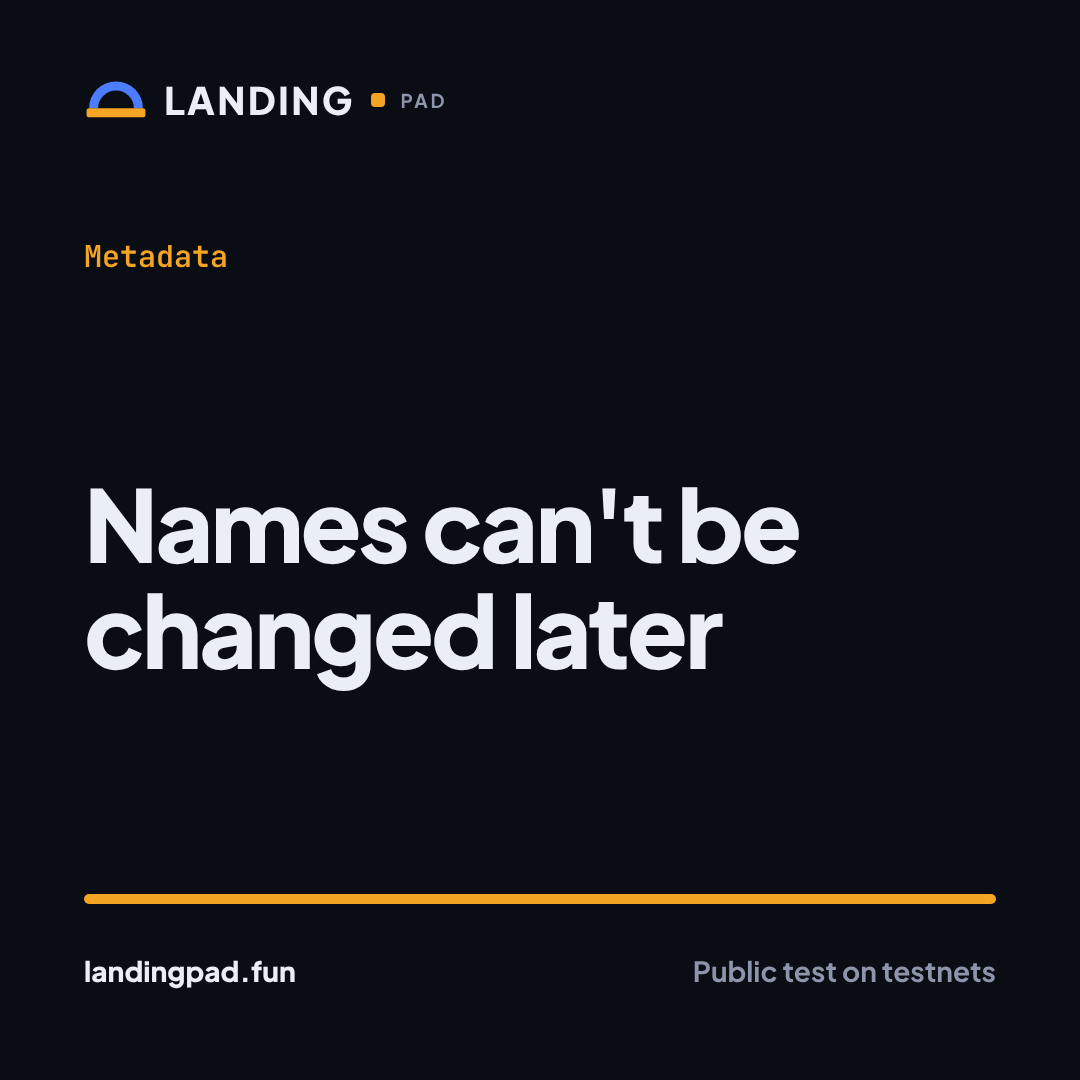 LANDING PAD
Metadata
Names can't be
changed later
landingpad.fun
Public test on testnets